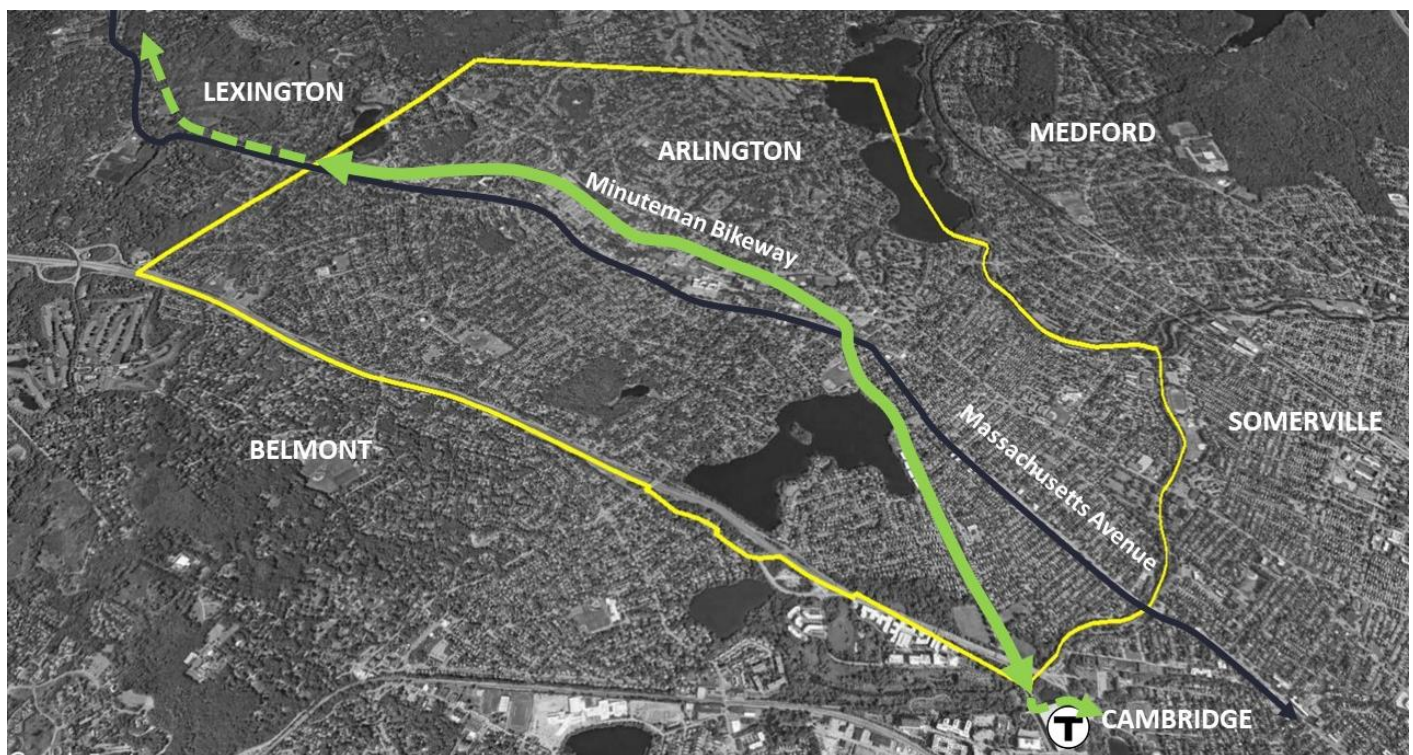 LEXINGTON
ARLINGTON
MEDFORD
Minuteman Bikeway
BELMONT
Massachusetts Avenue
SOMERVILLE
T
CAMBRIDGE